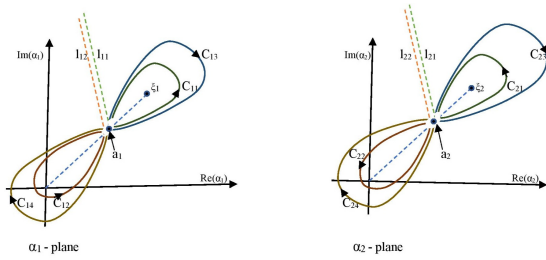 Im(α₁)
l₁₂ l₁₁
C₁₃
ξ₁
C₁₁
a₁
Re(α₁)
C₁₄
C₁₂
α₁ - plane
Im(α₂)
l₂₂ l₂₁
C₂₃
ξ₂
C₂₁
a₂
C₂₂
Re(α₂)
C₂₄
α₂ - plane